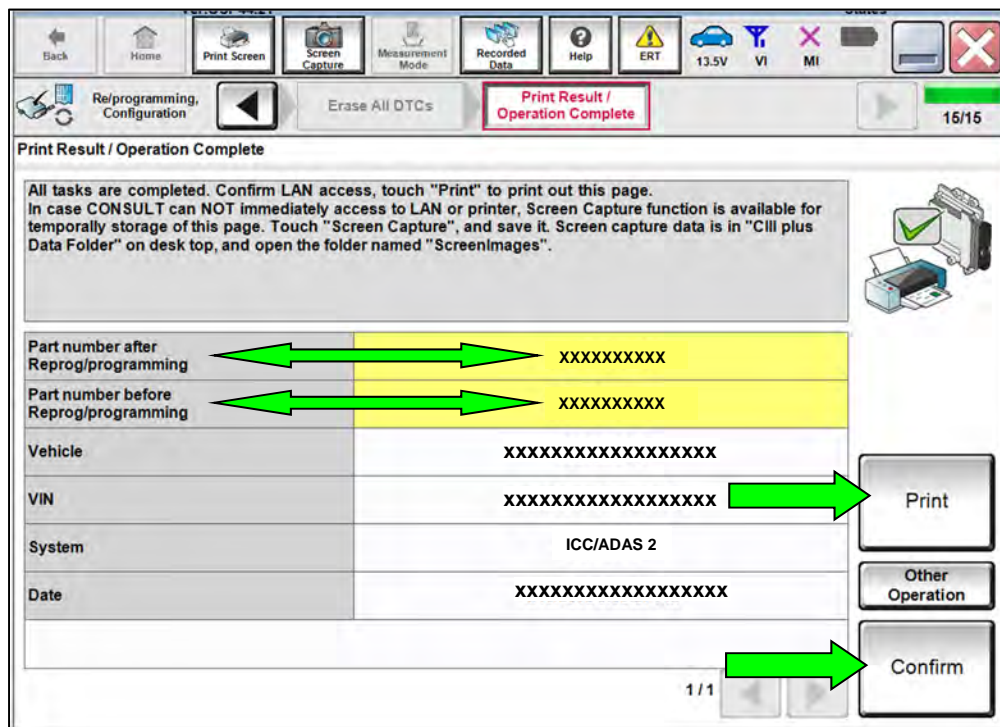 Back
Home
Print Screen
Screen
Capture
Measurement
Mode
Recorded
Data
Help
ERT
13.5V
VI
MI
Re/programming,
Configuration
Erase All DTCs
Print Result /
Operation Complete
15/15
Print Result / Operation Complete
All tasks are completed. Confirm LAN access, touch "Print" to print out this page.
In case CONSULT can NOT immediately access to LAN or printer, Screen Capture function is available for
temporally storage of this page. Touch "Screen Capture", and save it. Screen capture data is in "CIII plus
Data Folder" on desk top, and open the folder named "ScreenImages".
Part number after
Reprog/programming
XXXXXXXXXX
Part number before
Reprog/programming
XXXXXXXXXX
Vehicle
XXXXXXXXXXXXXXXXXX
VIN
XXXXXXXXXXXXXXXXXX
Print
System
ICC/ADAS 2
Date
XXXXXXXXXXXXXXXXXX
Other
Operation
Confirm
1/1